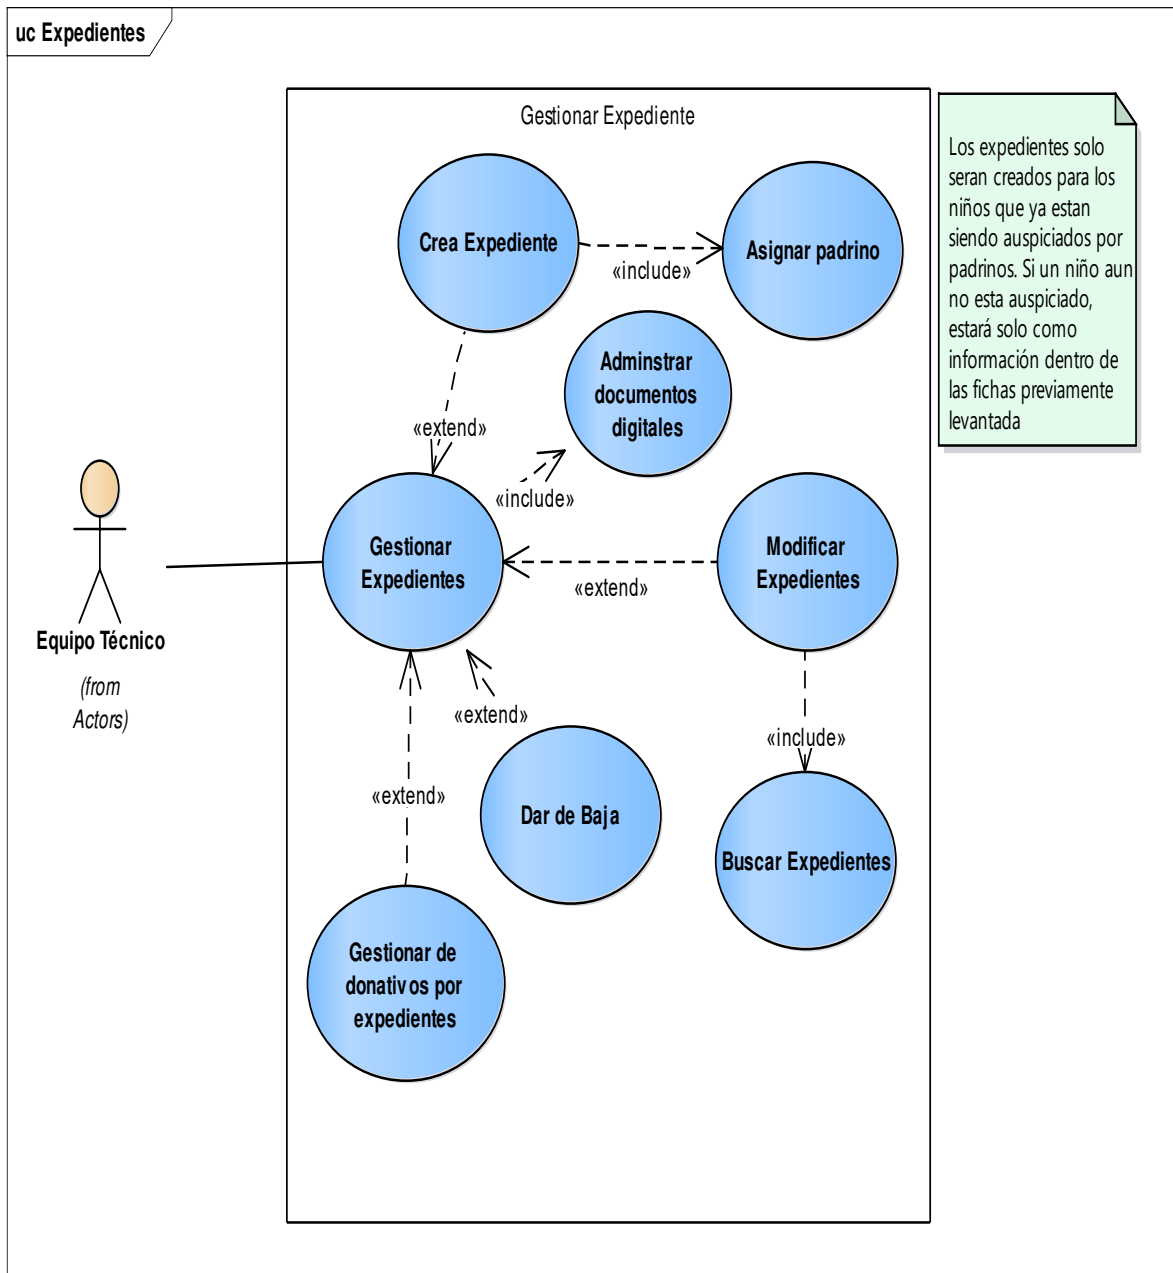 uc Expedientes
Gestionar Expediente
Crea Expediente
«include»
Asignar padrino
Los expedientes solo
seran creados para los
niños que ya estan
siendo auspiciados por
padrinos. Si un niño aun
no esta auspiciado,
estará solo como
información dentro de
las fichas previamente
levantada
Adminstrar
documentos
digitales
«extend»
«include»
Gestionar
Expedientes
«extend»
Modificar
Expedientes
Equipo Técnico
(from
Actors)
«extend»
«include»
«extend»
Dar de Baja
Buscar Expedientes
Gestionar de
donativos por
expedientes